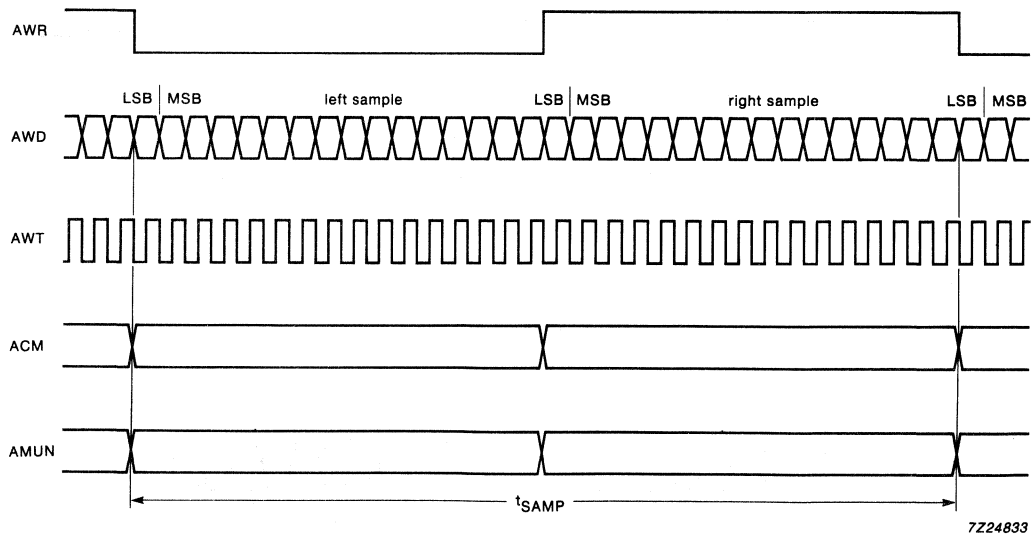 AWR
LSB MSB left sample LSB MSB right sample LSB MSB
AWD
AWT
ACM
AMUN
tSAMP
7Z24833